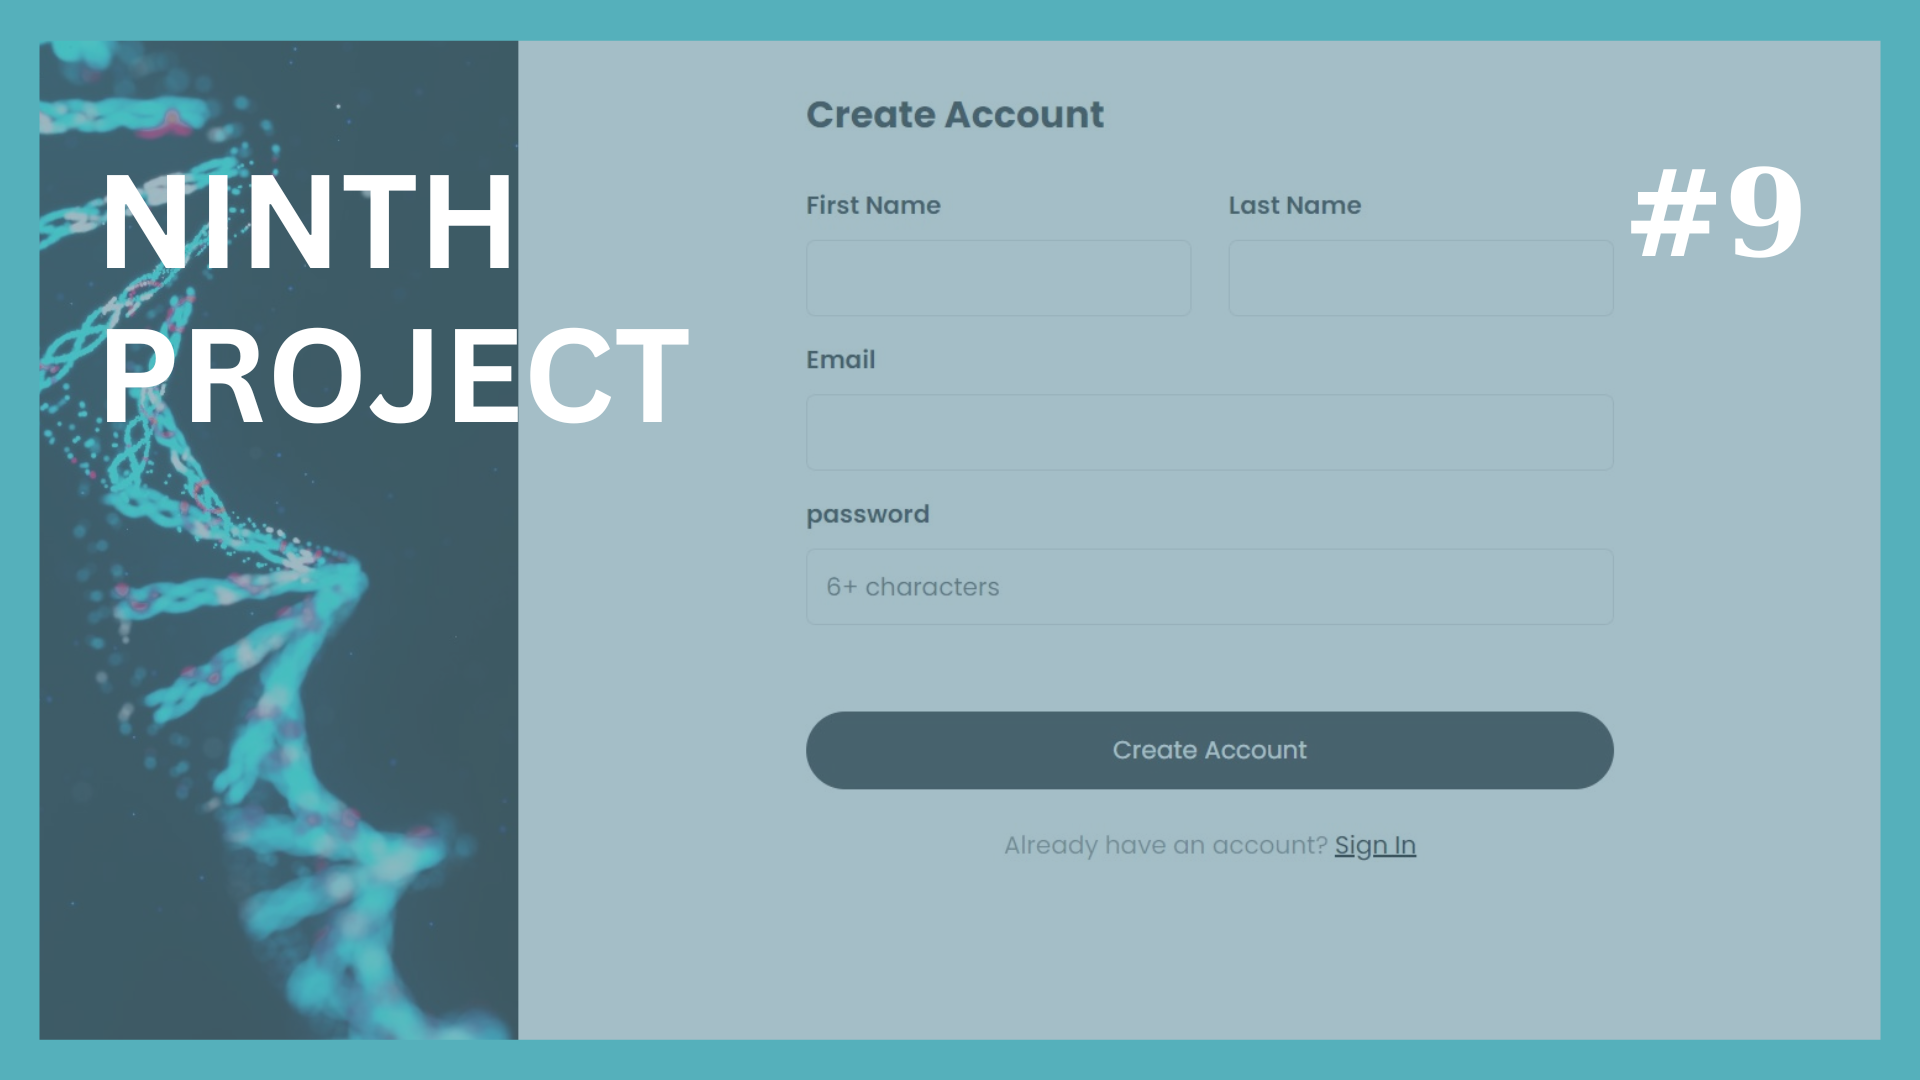 NINTH
PROJECT
#9
Create Account
First Name
Last Name
Email
password
6+ characters
Create Account
Already have an account? Sign In